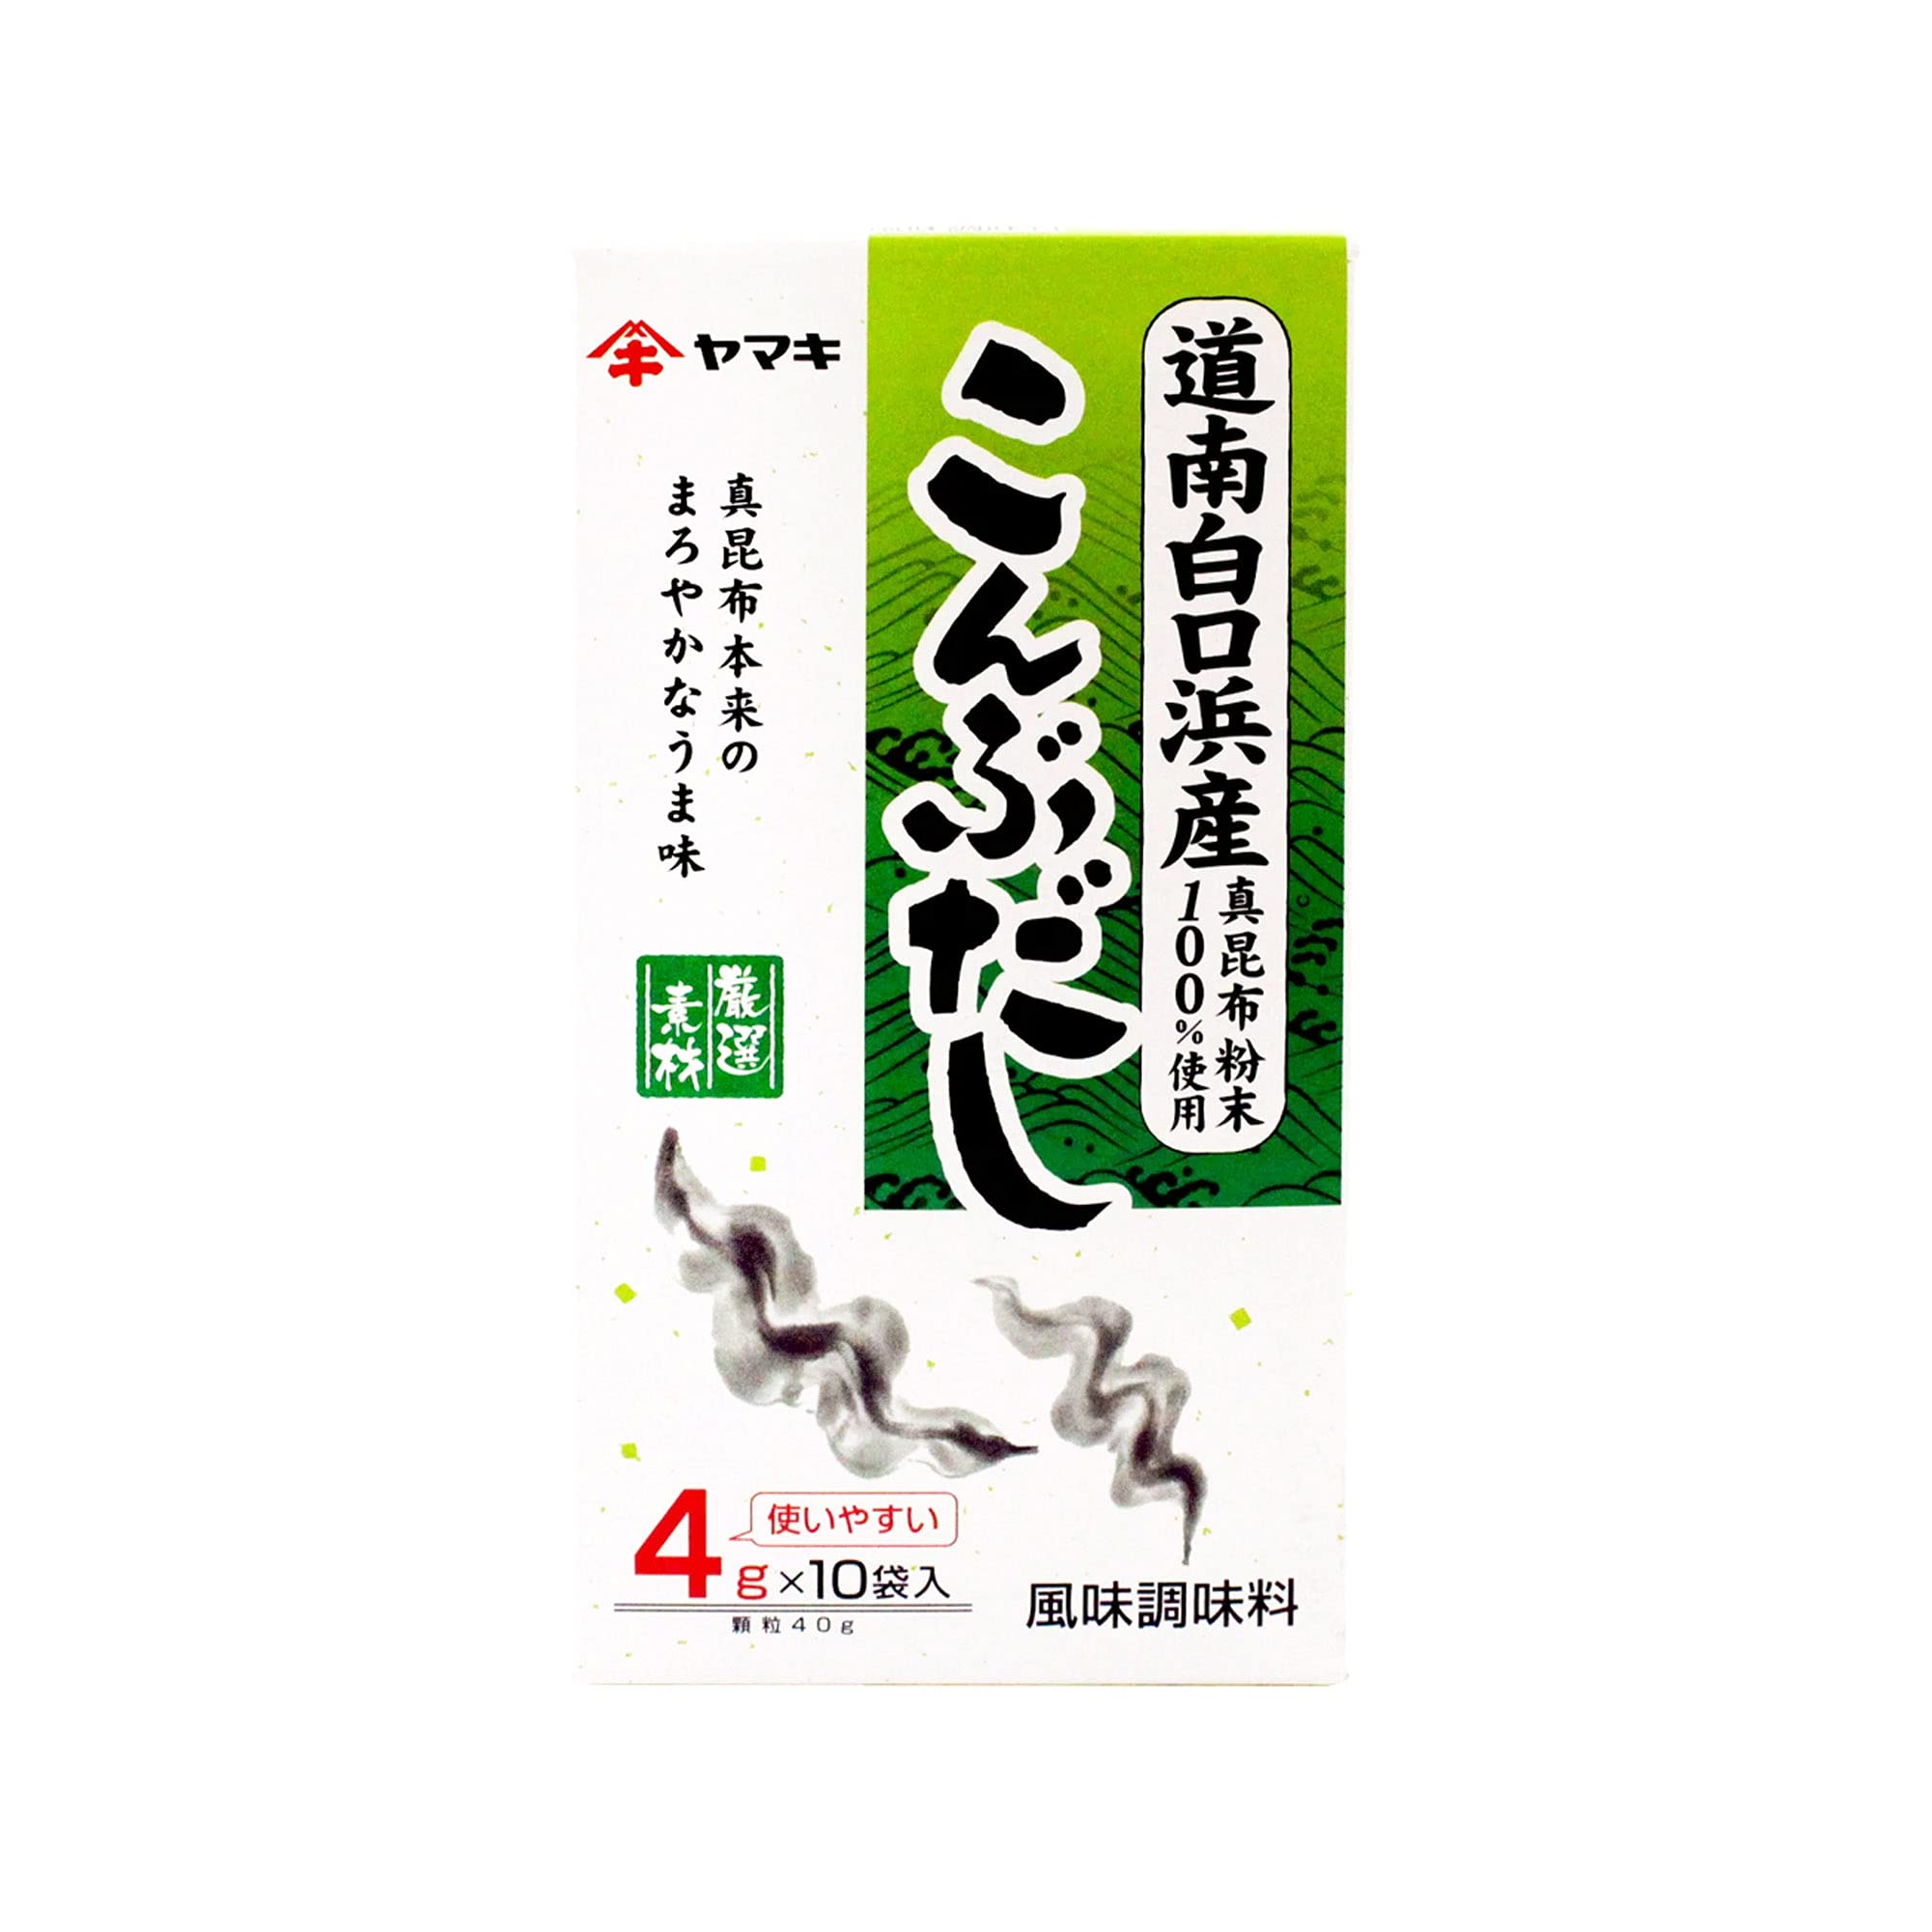 ヤマキ
道南白口浜産
真昆布粉末
100%使用
こんぶだし
真昆布本来の
まろやかなうま味
厳選
素材
使いやすい
4g×10袋入
顆粒40g
風味調味料